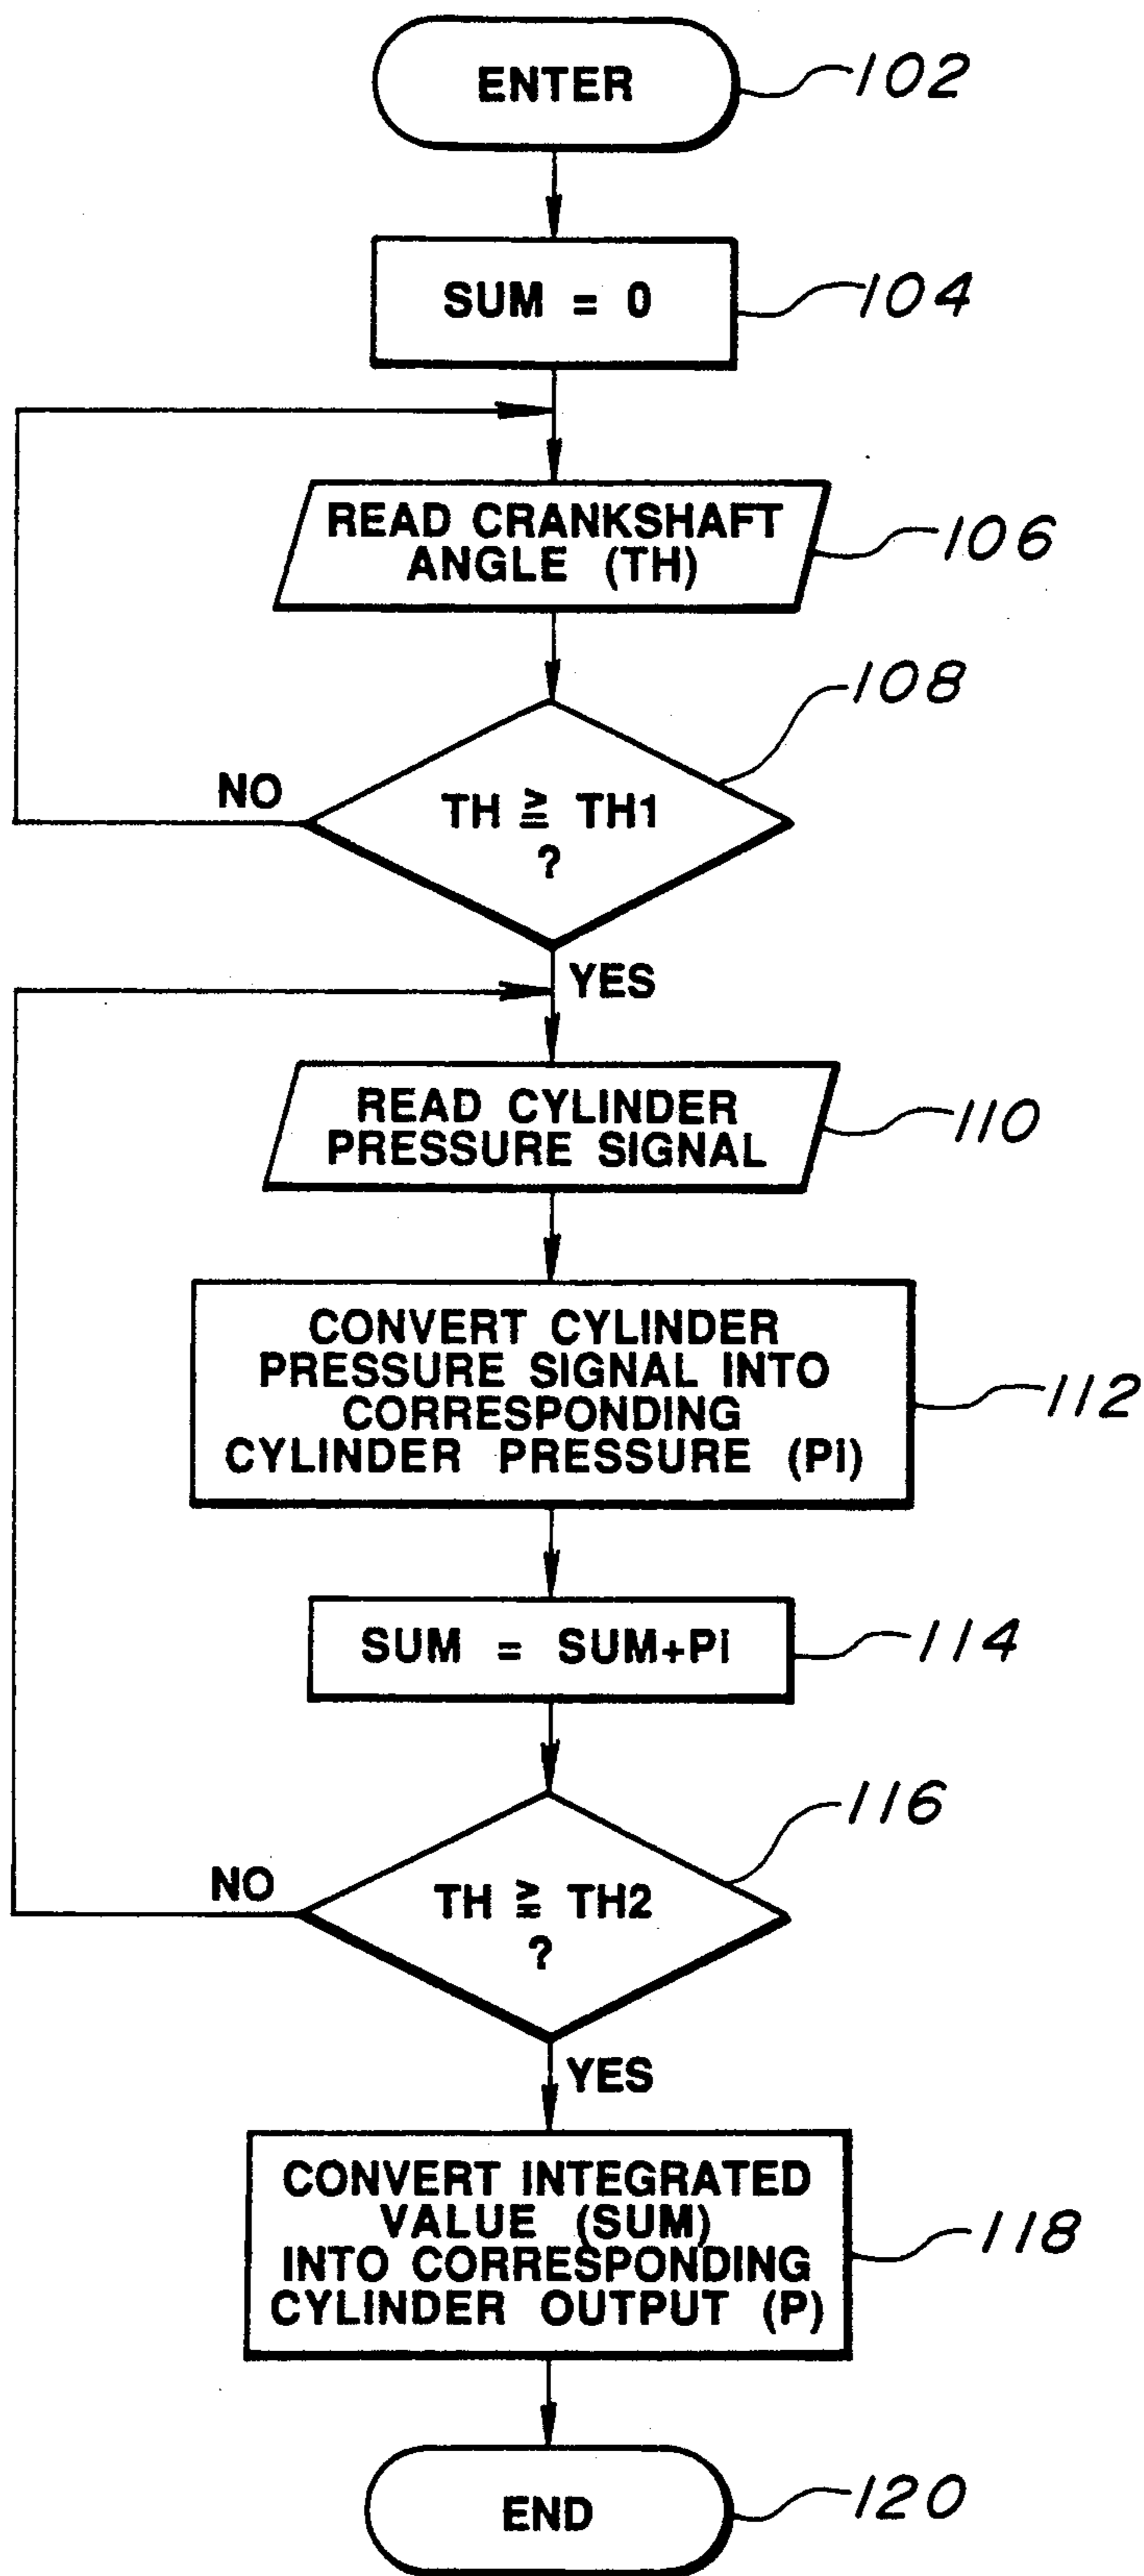 ENTER
102
SUM = 0
104
READ CRANKSHAFT
ANGLE (TH)
106
108
NO
TH ≧ TH1
?
YES
READ CYLINDER
PRESSURE SIGNAL
110
CONVERT CYLINDER
PRESSURE SIGNAL INTO
CORRESPONDING
CYLINDER PRESSURE (Pi)
112
SUM = SUM+Pi
114
116
NO
TH ≧ TH2
?
YES
CONVERT INTEGRATED
VALUE (SUM)
INTO CORRESPONDING
CYLINDER OUTPUT (P)
118
END
120